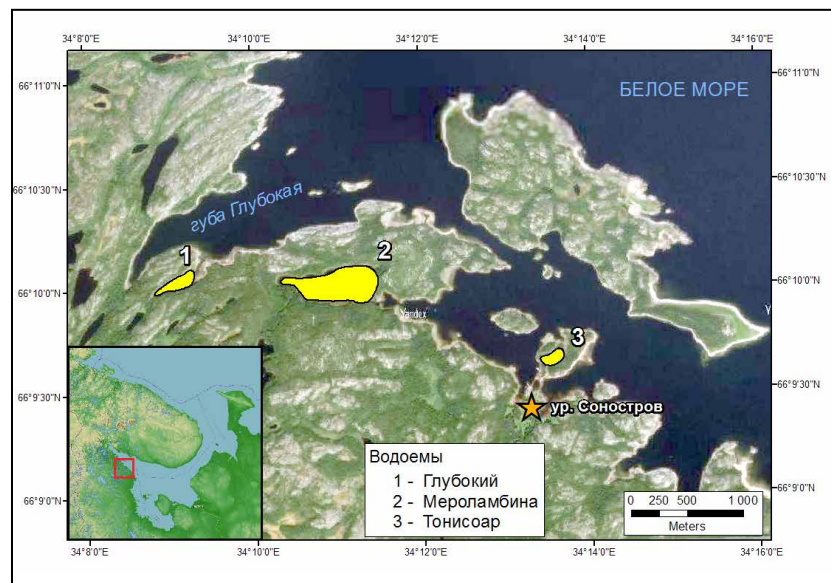 34°8'0"E 34°10'0"E 34°12'0"E 34°14'0"E 34°16'0"E
66°11'0"N 66°11'0"N
БЕЛОЕ МОРЕ
66°10'30"N 66°10'30"N
губа Глубокая
1 2
66°10'0"N 66°10'0"N
Yandex
3
66°9'30"N 66°9'30"N
ур. Соностров
Водоемы
1 - Глубокий
2 - Мероламбина
3 - Тонисоар
0 250 500 1 000
Meters
66°9'0"N 66°9'0"N
34°8'0"E 34°10'0"E 34°12'0"E 34°14'0"E 34°16'0"E